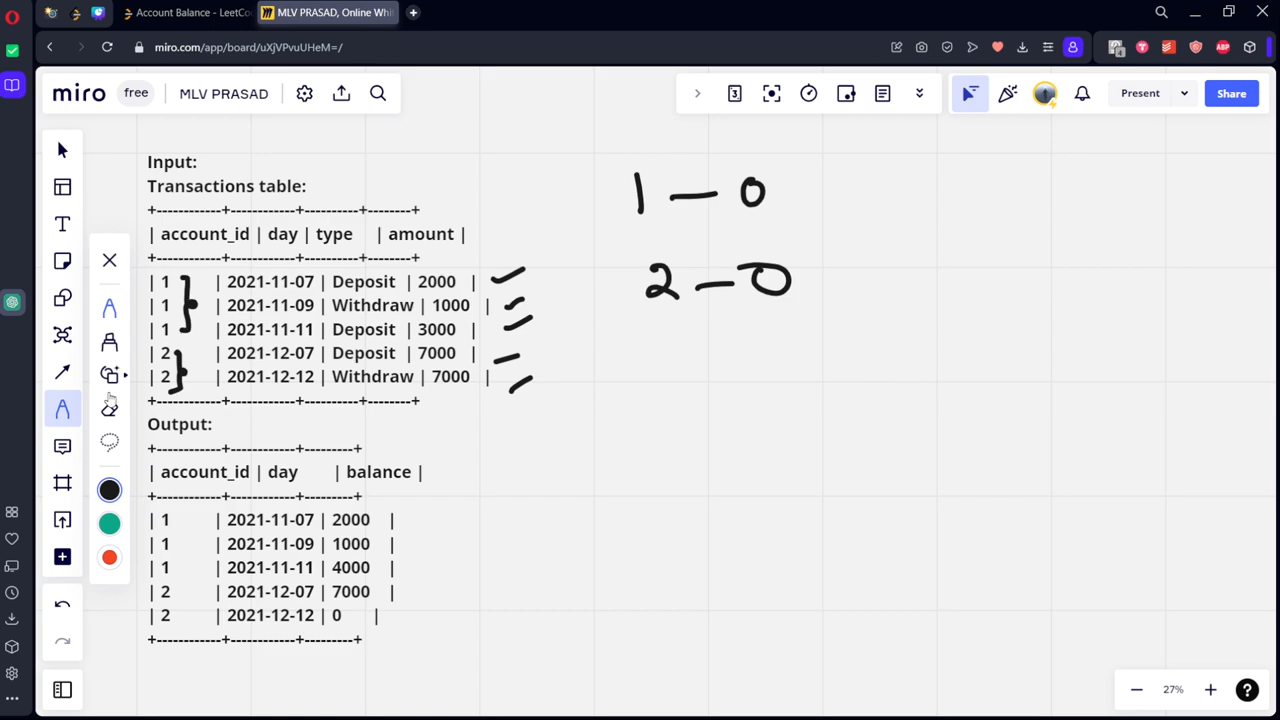 Account Balance - LeetCo
MLV PRASAD, Online Whi
miro.com/app/board/uXjVPvuUHeM=/
miro free MLV PRASAD
3
Present
Share
Input:
Transactions table:
+------------+------------+---------+--------+
| account_id | day | type | amount |
+------------+------------+---------+--------+
| 1 | 2021-11-07 | Deposit | 2000 |
| 1 | 2021-11-09 | Withdraw | 1000 |
| 1 | 2021-11-11 | Deposit | 3000 |
| 2 | 2021-12-07 | Deposit | 7000 |
| 2 | 2021-12-12 | Withdraw | 7000 |
+------------+------------+---------+--------+
Output:
+------------+------------+---------+
| account_id | day | balance |
+------------+------------+---------+
| 1 | 2021-11-07 | 2000 |
| 1 | 2021-11-09 | 1000 |
| 1 | 2021-11-11 | 4000 |
| 2 | 2021-12-07 | 7000 |
| 2 | 2021-12-12 | 0 |
+------------+------------+---------+
1 — 0
2 — 0
27%